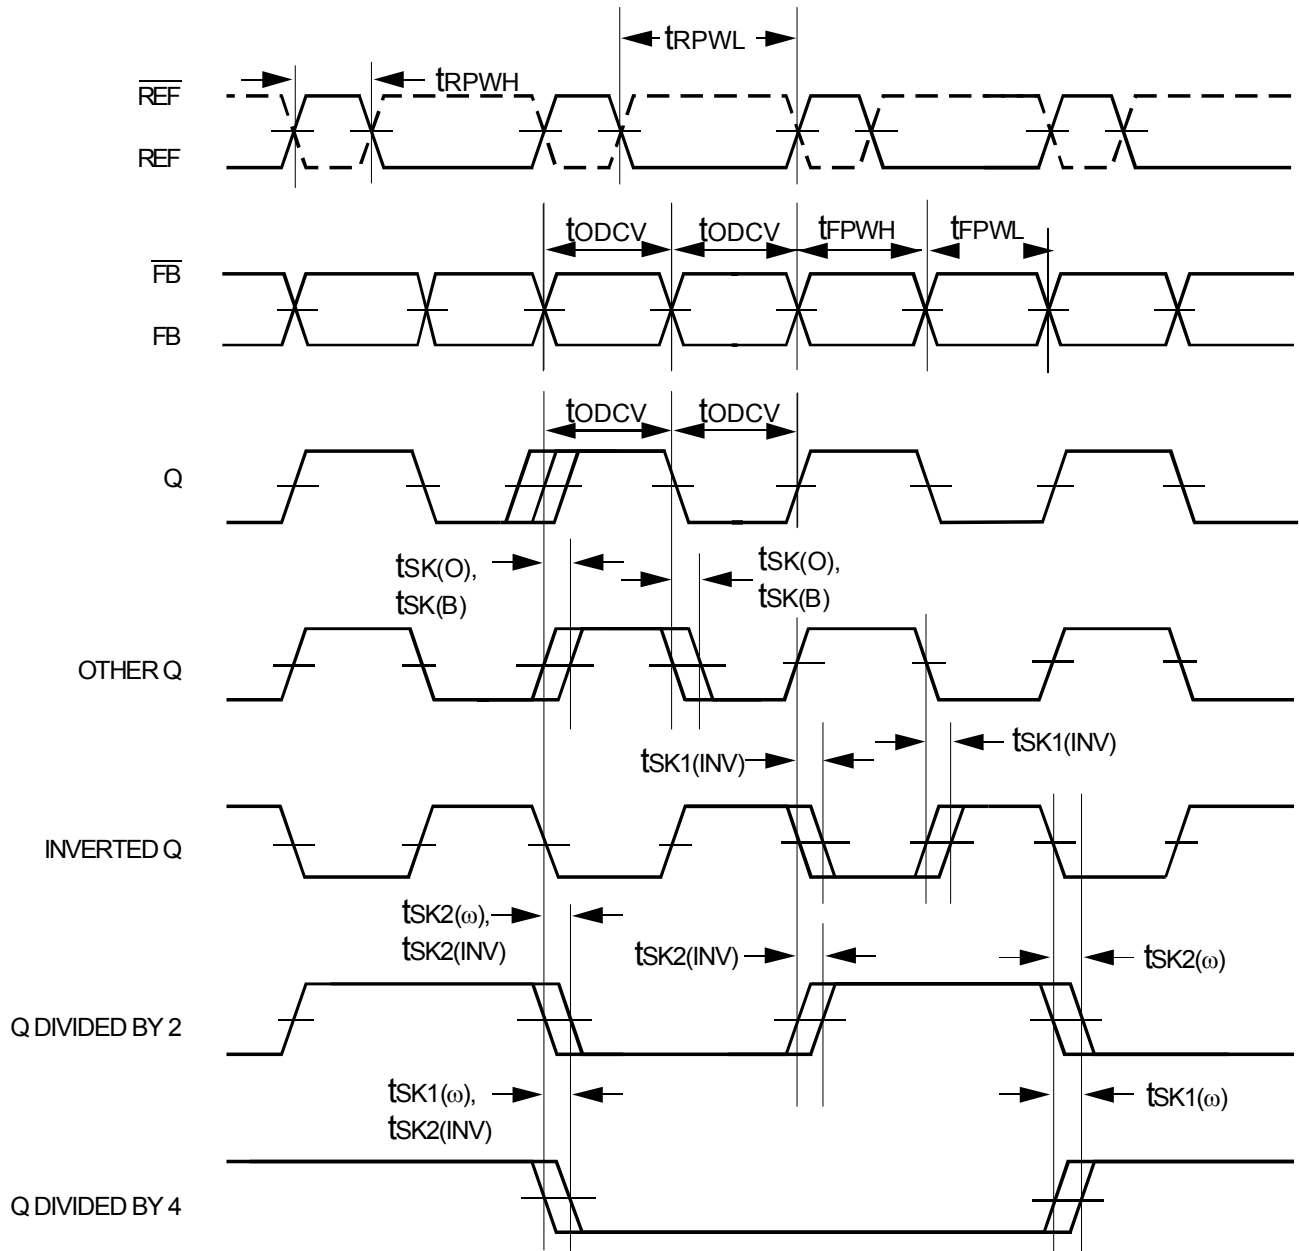 tRPWL
tRPWH
REF
REF
tODCV tODCV tFPWH tFPWL
FB
FB
tODCV tODCV
Q
tSK(O),
tSK(B)
tSK(O),
tSK(B)
OTHER Q
tSK1(INV)
tSK1(INV)
INVERTED Q
tSK2(ω),
tSK2(INV)
tSK2(INV)
tSK2(ω)
Q DIVIDED BY 2
tSK1(ω),
tSK2(INV)
tSK1(ω)
Q DIVIDED BY 4